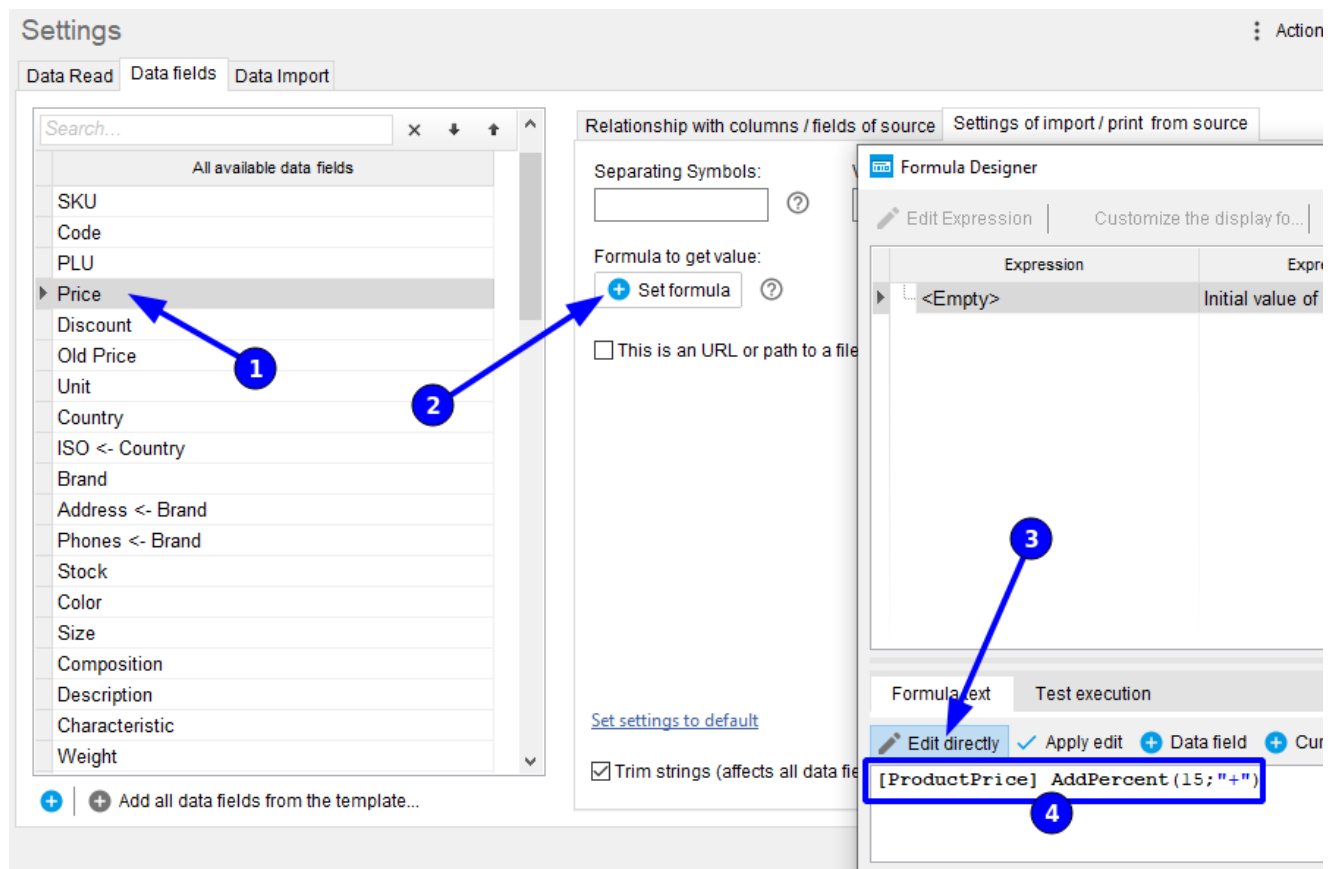 Settings
Action
Data Read
Data fields
Data Import
Search...
All available data fields
SKU
Code
PLU
Price
Discount
Old Price
Unit
Country
ISO <- Country
Brand
Address <- Brand
Phones <- Brand
Stock
Color
Size
Composition
Description
Characteristic
Weight
Add all data fields from the template...
1
2
Relationship with columns / fields of source
Settings of import / print from source
Separating Symbols:
Formula to get value:
Set formula
This is an URL or path to a file
Set settings to default
Trim strings (affects all data fie
Formula Designer
Edit Expression
Customize the display fo...
Expression
Expre
<Empty>
Initial value of
3
Formula text
Test execution
Edit directly
Apply edit
Data field
Cur
[ProductPrice] AddPercent(15;"+")
4